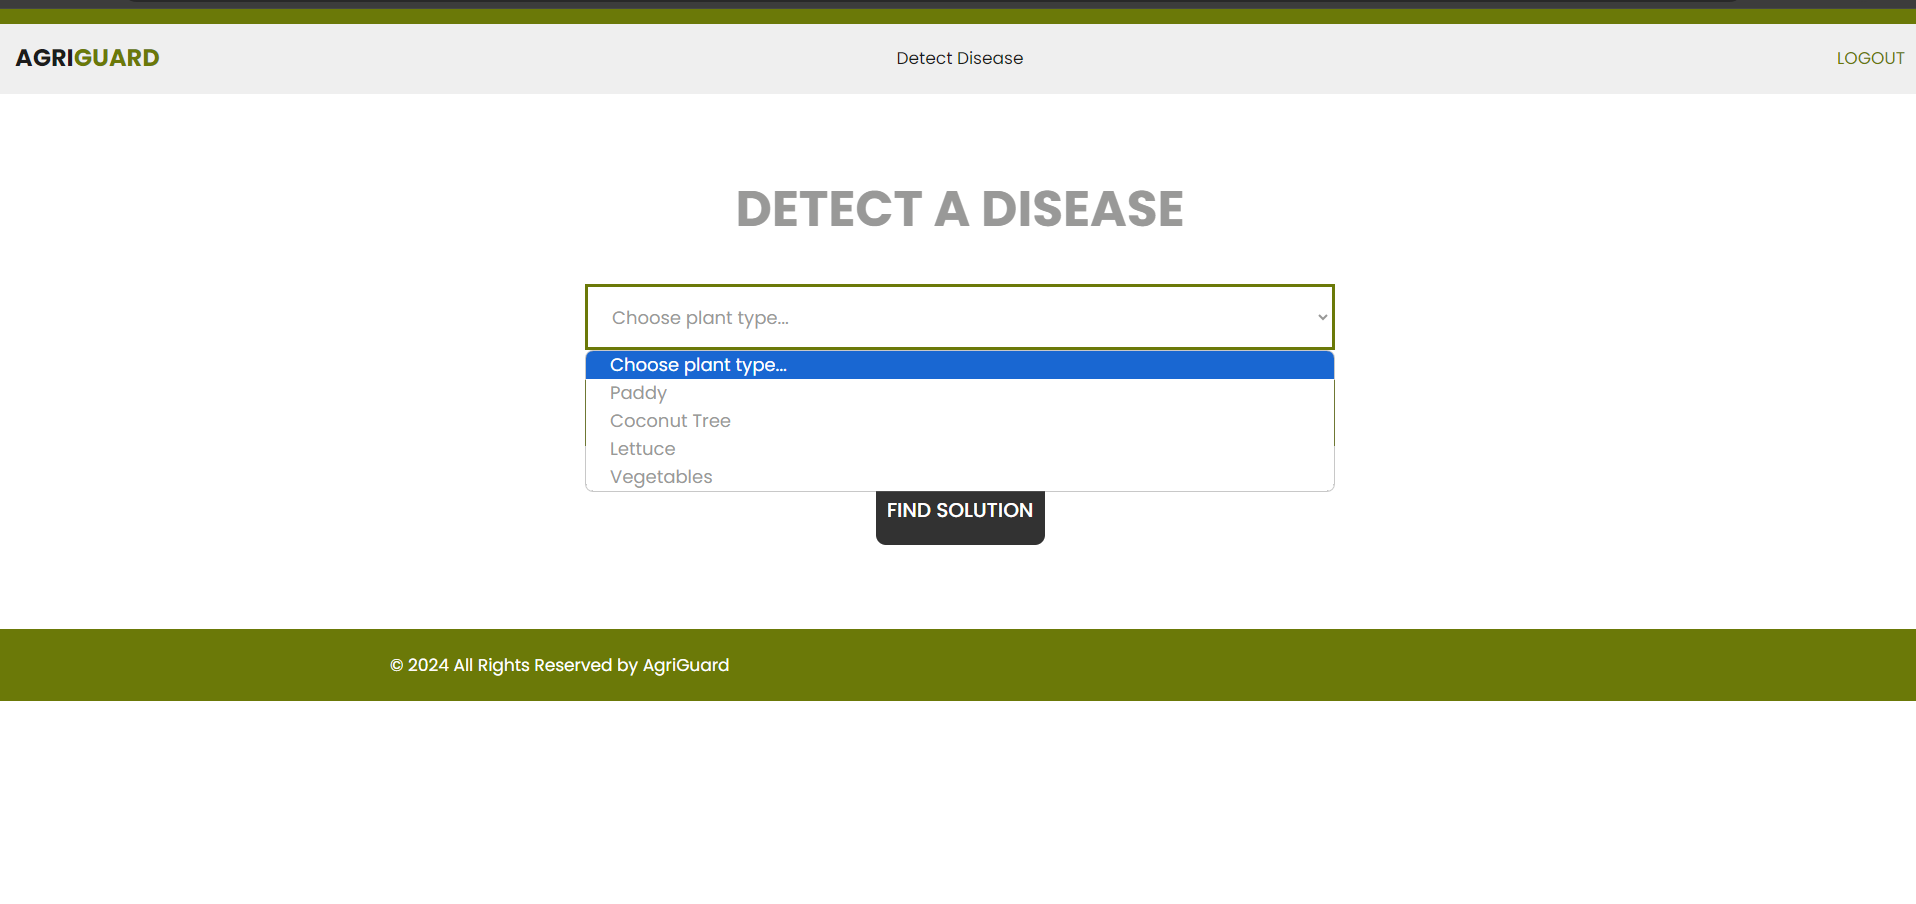 AGRIGUARD
Detect Disease
LOGOUT
DETECT A DISEASE
Choose plant type...
Choose plant type...
Paddy
Coconut Tree
Lettuce
Vegetables
FIND SOLUTION
© 2024 All Rights Reserved by AgriGuard